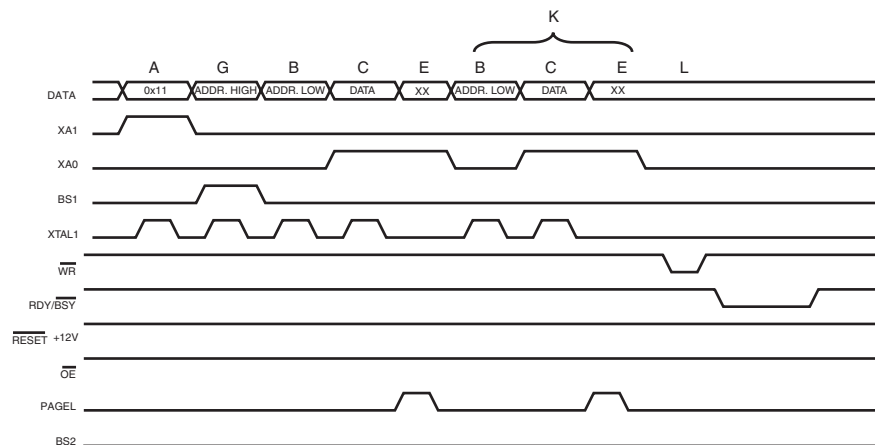 K
A G B C E B C E L
DATA 0x11 ADDR. HIGH ADDR. LOW DATA XX ADDR. LOW DATA XX
XA1
XA0
BS1
XTAL1
WR
RDY/BSY
RESET +12V
OE
PAGEL
BS2